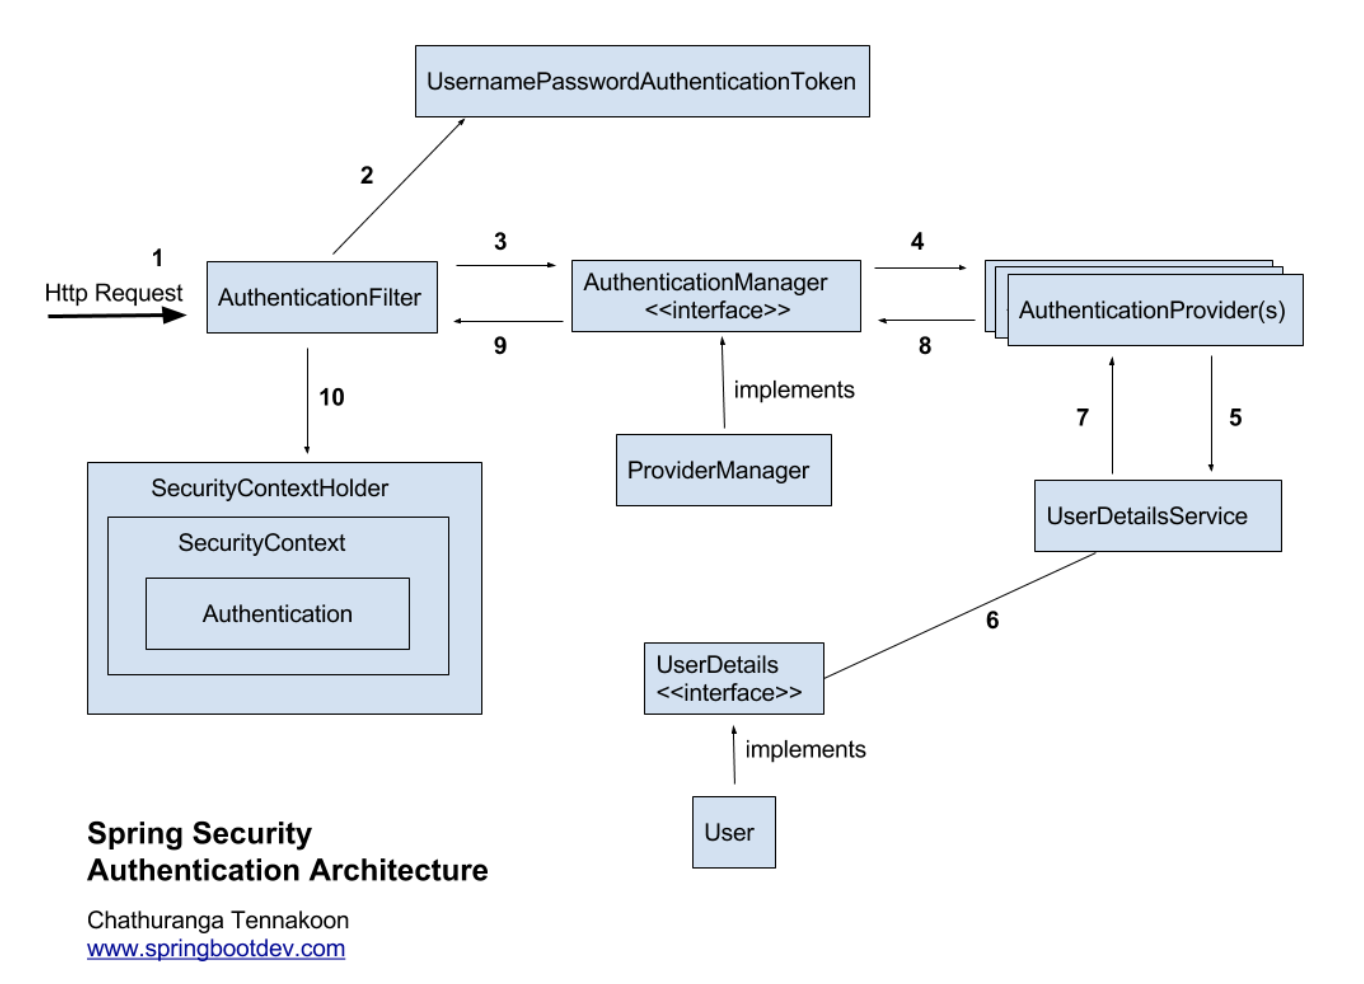 UsernamePasswordAuthenticationToken
2
1
3
4
Http Request
AuthenticationFilter
AuthenticationManager
<<interface>>
AuthenticationProvider(s)
9
8
10
implements
7
5
ProviderManager
SecurityContextHolder
SecurityContext
Authentication
UserDetailsService
6
UserDetails
<<interface>>
implements
User
Spring Security
Authentication Architecture
Chathuranga Tennakoon
www.springbootdev.com